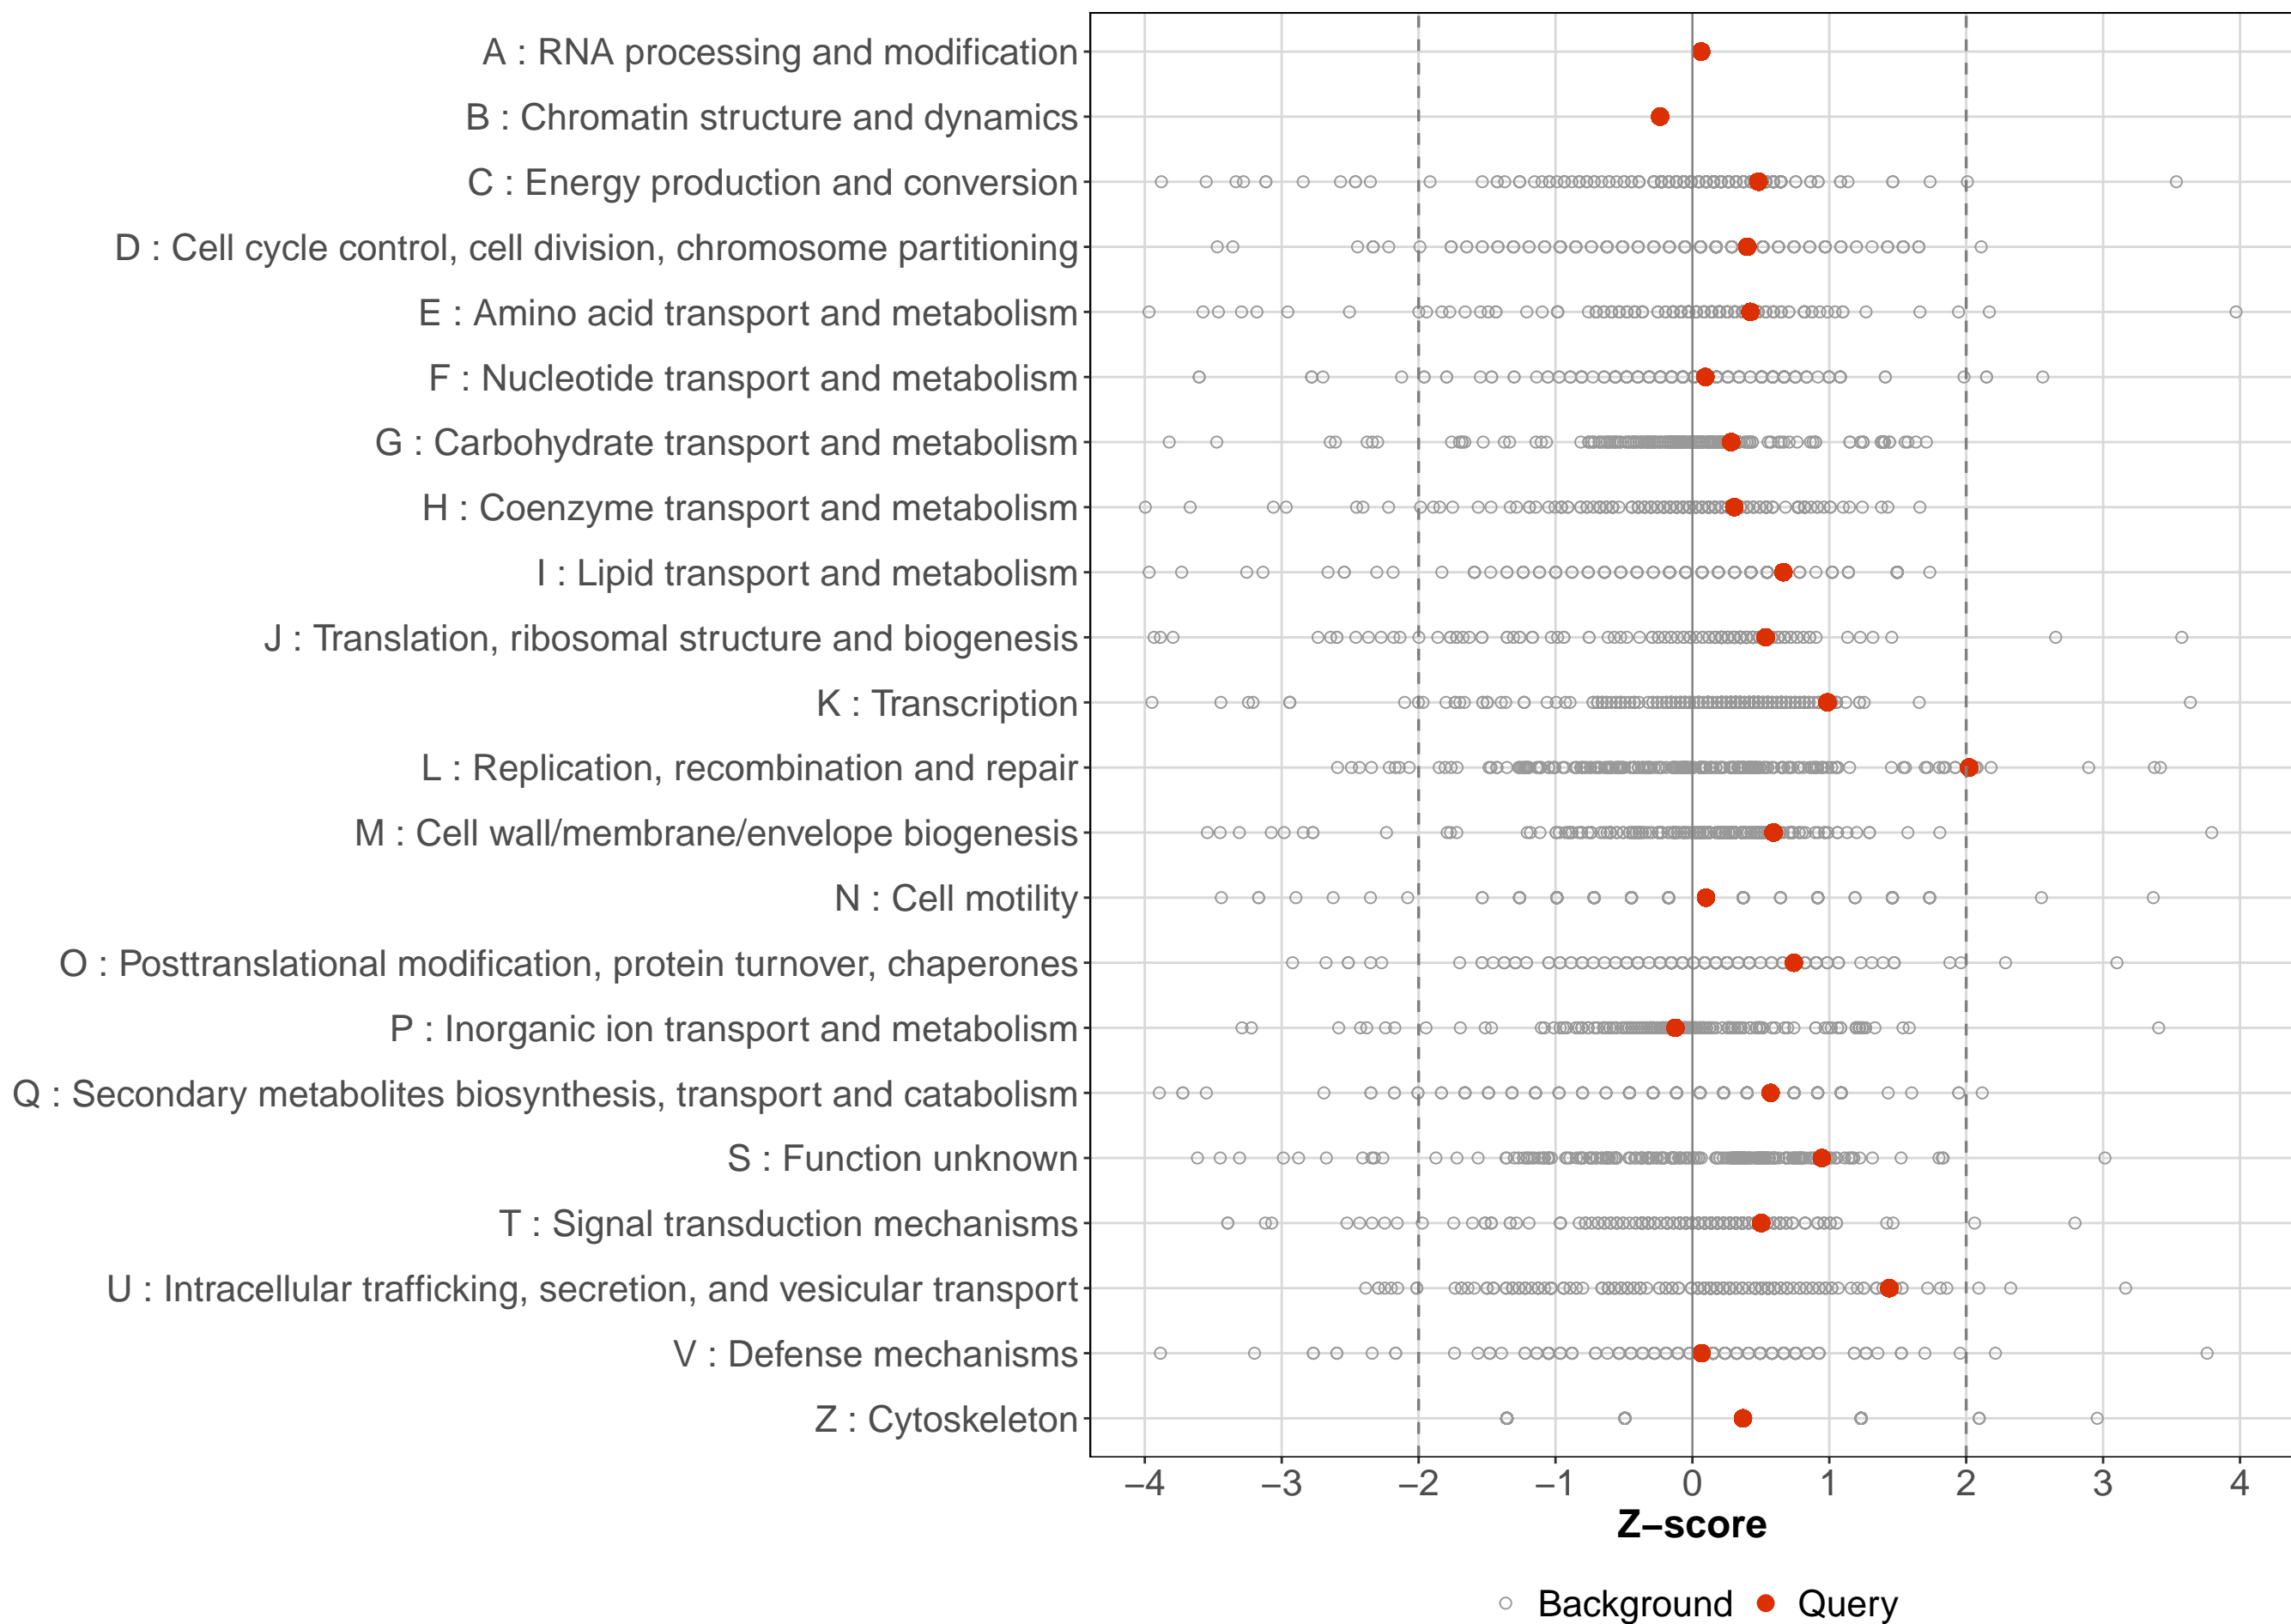 A : RNA processing and modification
B : Chromatin structure and dynamics
C : Energy production and conversion
D : Cell cycle control, cell division, chromosome partitioning
E : Amino acid transport and metabolism
F : Nucleotide transport and metabolism
G : Carbohydrate transport and metabolism
H : Coenzyme transport and metabolism
I : Lipid transport and metabolism
J : Translation, ribosomal structure and biogenesis
K : Transcription
L : Replication, recombination and repair
M : Cell wall/membrane/envelope biogenesis
N : Cell motility
O : Posttranslational modification, protein turnover, chaperones
P : Inorganic ion transport and metabolism
Q : Secondary metabolites biosynthesis, transport and catabolism
S : Function unknown
T : Signal transduction mechanisms
U : Intracellular trafficking, secretion, and vesicular transport
V : Defense mechanisms
Z : Cytoskeleton
−4 −3 −2 −1 0 1 2 3 4
Z−score
Background Query